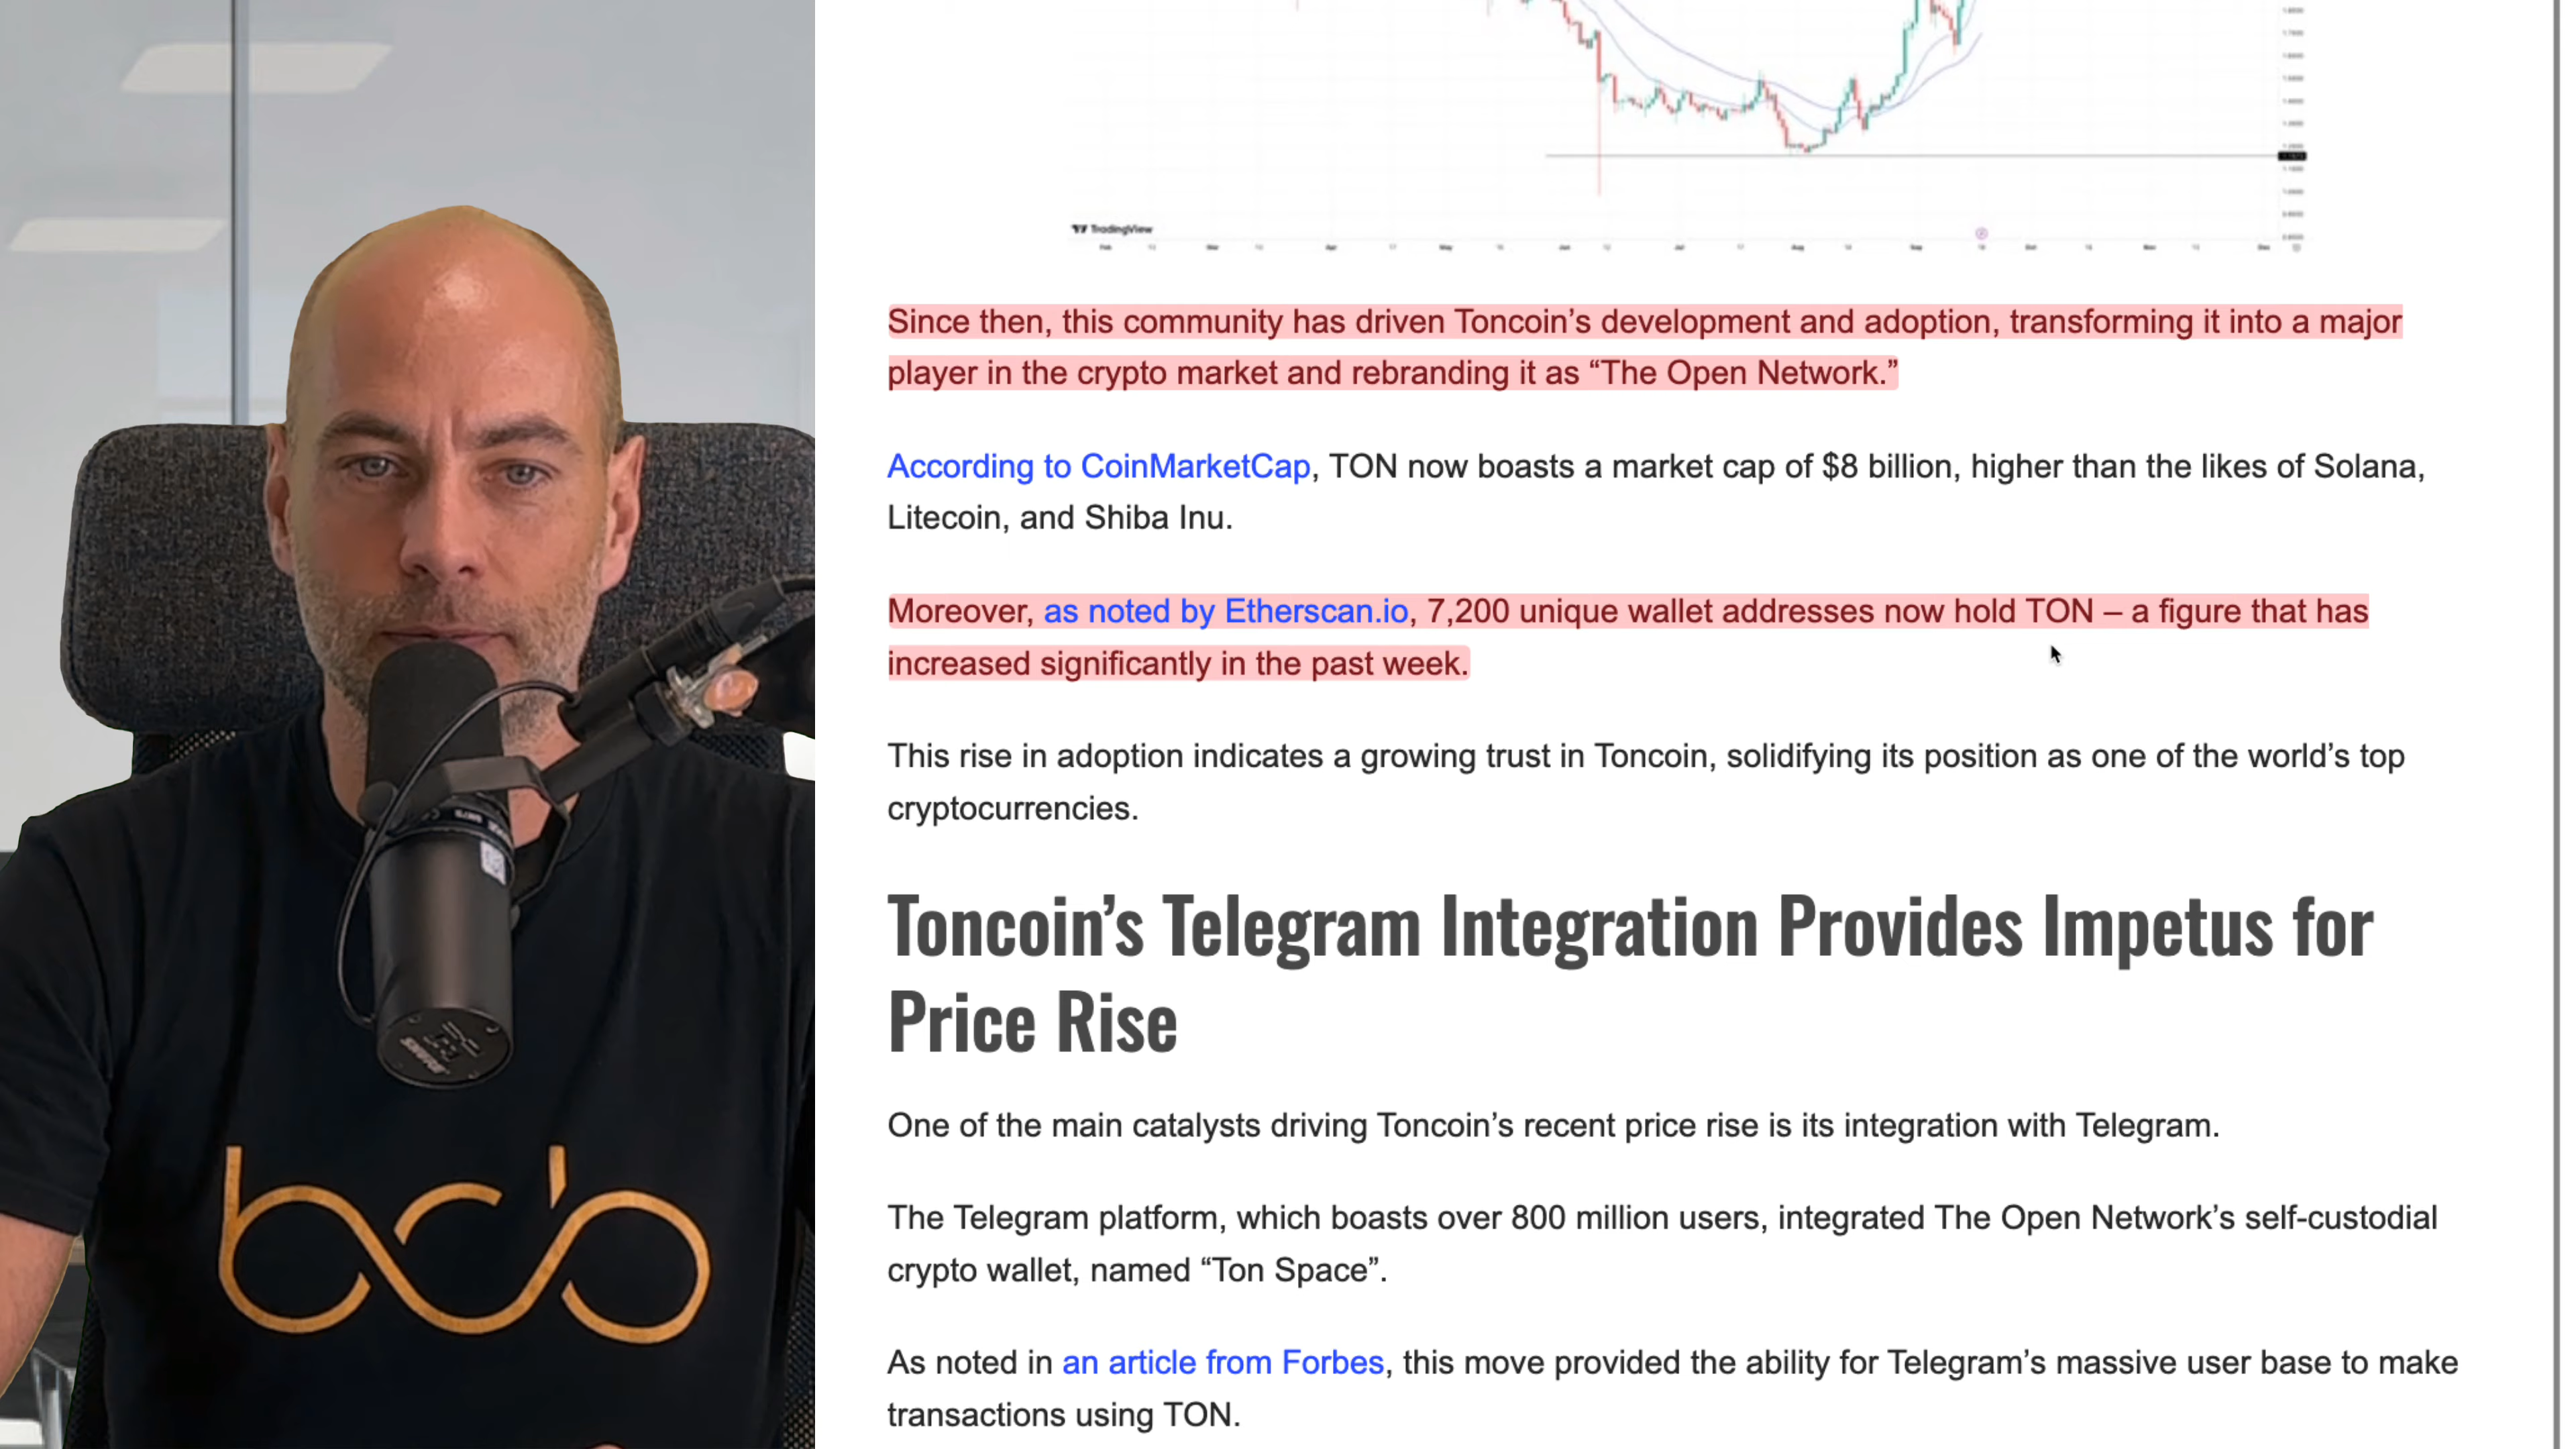 TradingView
Since then, this community has driven Toncoin’s development and adoption, transforming it into a major
player in the crypto market and rebranding it as “The Open Network.”
According to CoinMarketCap, TON now boasts a market cap of $8 billion, higher than the likes of Solana,
Litecoin, and Shiba Inu.
Moreover, as noted by Etherscan.io, 7,200 unique wallet addresses now hold TON – a figure that has
increased significantly in the past week.
This rise in adoption indicates a growing trust in Toncoin, solidifying its position as one of the world’s top
cryptocurrencies.
Toncoin’s Telegram Integration Provides Impetus for
Price Rise
One of the main catalysts driving Toncoin’s recent price rise is its integration with Telegram.
The Telegram platform, which boasts over 800 million users, integrated The Open Network’s self-custodial
crypto wallet, named “Ton Space”.
As noted in an article from Forbes, this move provided the ability for Telegram’s massive user base to make
transactions using TON.
bcb